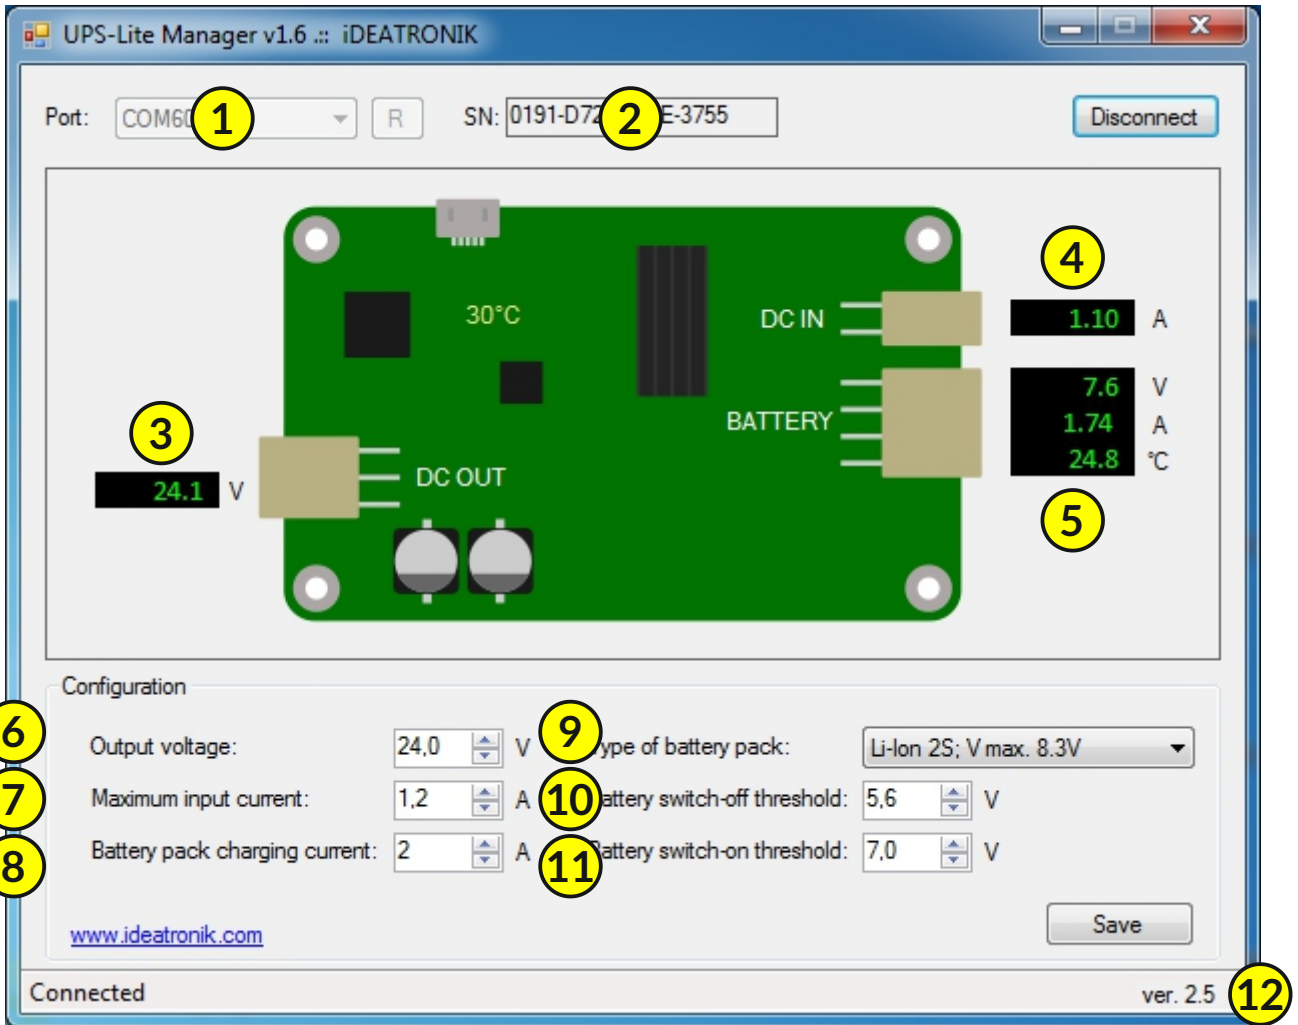 UPS-Lite Manager v1.6 .:: iDEATRONIK
Port: COM60 1 R SN: 0191-D72 2 E-3755 Disconnect
4
30°C DC IN 1.10 A
7.6 V
3 BATTERY 1.74 A
24.8 °C
24.1 V DC OUT
5
Configuration
6 Output voltage: 24,0 V 9 Type of battery pack: Li-Ion 2S; V max. 8.3V
7 Maximum input current: 1,2 A 10 Battery switch-off threshold: 5,6 V
8 Battery pack charging current: 2 A 11 Battery switch-on threshold: 7,0 V
www.ideatronik.com Save
Connected ver. 2.5 12